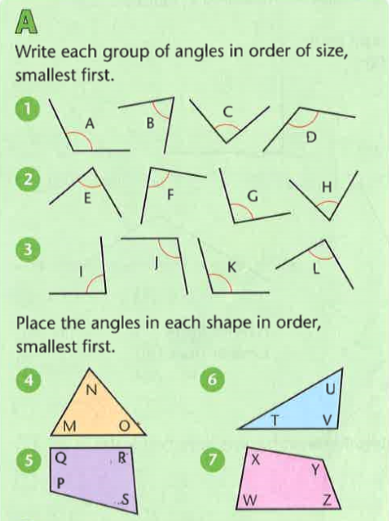 A
Write each group of angles in order of size,
smallest first.
1 A B C D
2 E F G H
3 I J K L
Place the angles in each shape in order,
smallest first.
4 N M O
6 U T V
5 Q R P S
7 X Y W Z